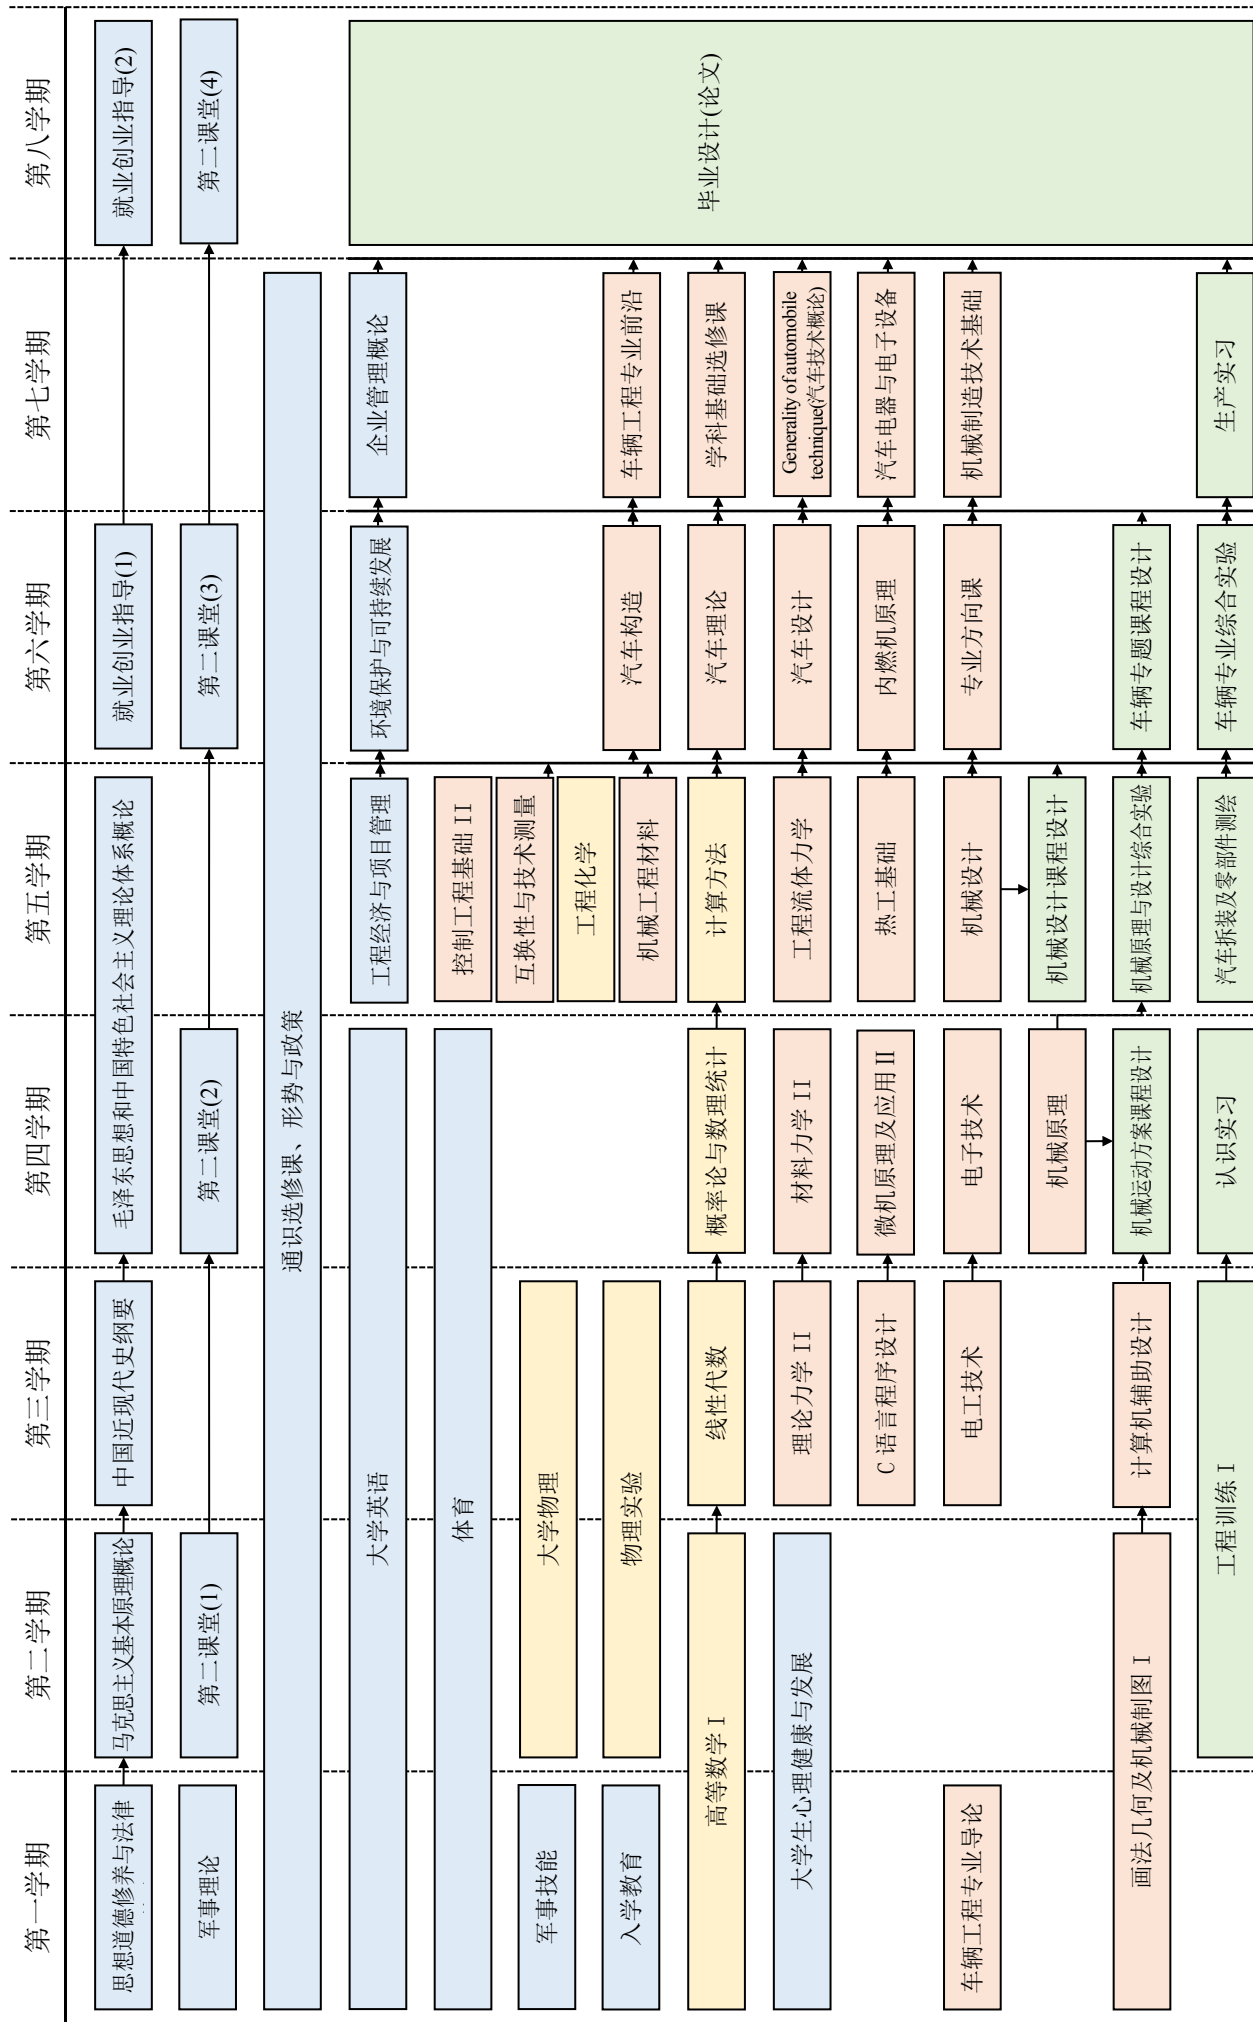 第一学期
第二学期
第三学期
第四学期
第五学期
第六学期
第七学期
第八学期
思想道德修养与法律
马克思主义基本原理概论
中国近现代史纲要
毛泽东思想和中国特色社会主义理论体系概论
就业创业指导(1)
就业创业指导(2)
军事理论
第二课堂(1)
第二课堂(2)
第二课堂(3)
第二课堂(4)
通识选修课、形势与政策
大学英语
工程经济与项目管理
环境保护与可持续发展
企业管理概论
毕业设计(论文)
体育
控制工程基础 II
军事技能
大学物理
互换性与技术测量
工程化学
入学教育
物理实验
机械工程材料
汽车构造
车辆工程专业前沿
高等数学 I
线性代数
概率论与数理统计
计算方法
汽车理论
学科基础选修课
大学生心理健康与发展
理论力学 II
材料力学 II
工程流体力学
汽车设计
Generality of automobile
technique(汽车技术概论)
C 语言程序设计
微机原理及应用 II
热工基础
内燃机原理
汽车电器与电子设备
车辆工程专业导论
电工技术
电子技术
机械设计
专业方向课
机械制造技术基础
机械原理
机械设计课程设计
画法几何及机械制图 I
计算机辅助设计
机械运动方案课程设计
机械原理与设计综合实验
车辆专题课程设计
工程训练 I
认识实习
汽车拆装及零部件测绘
车辆专业综合实验
生产实习